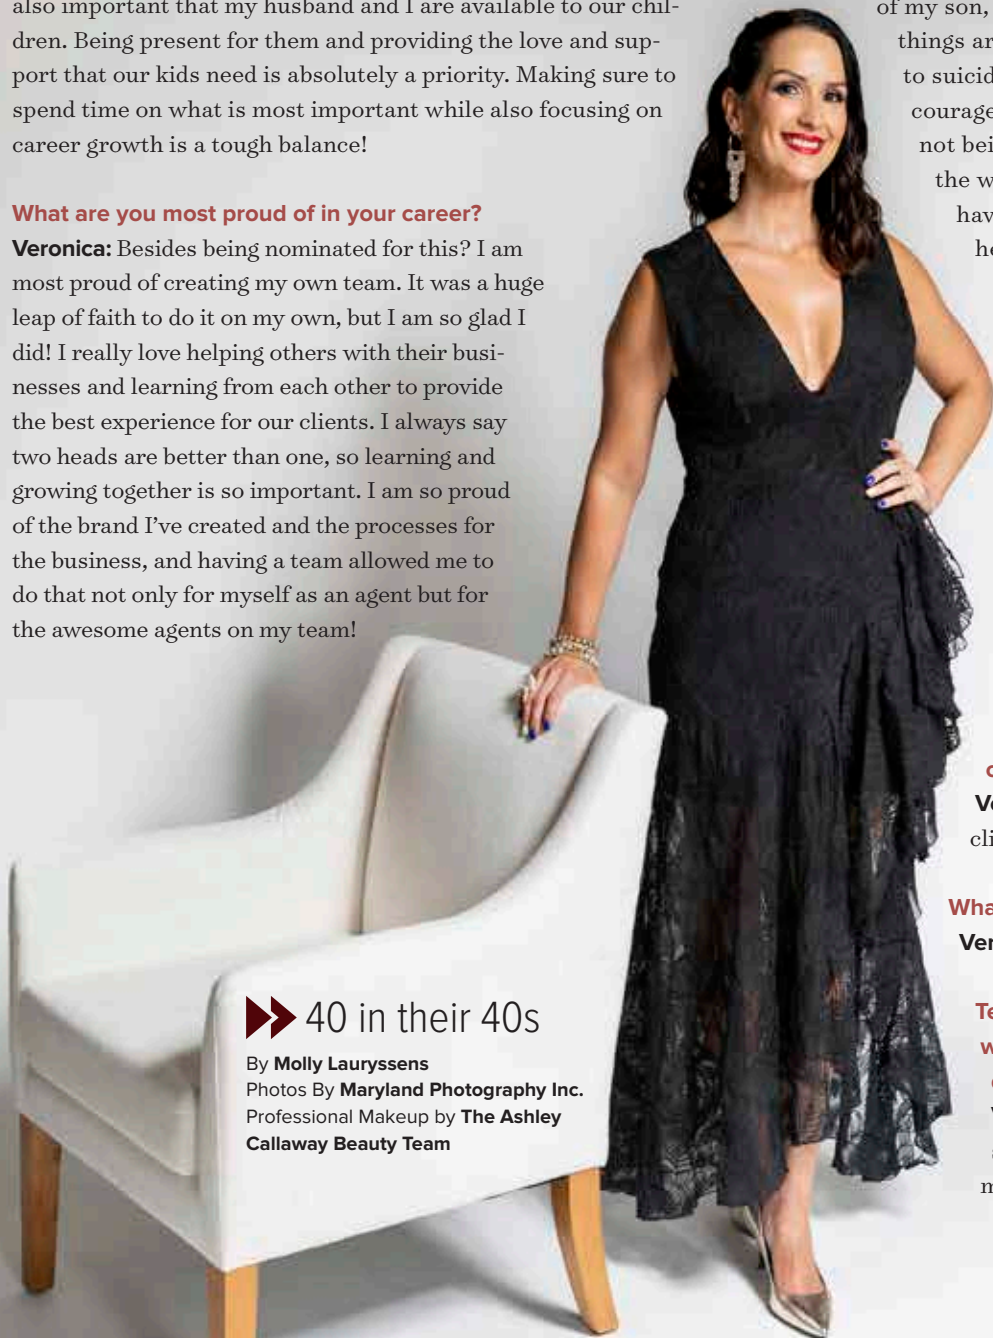 also important that my husband and I are available to our chil-
dren. Being present for them and providing the love and sup-
port that our kids need is absolutely a priority. Making sure to
spend time on what is most important while also focusing on
career growth is a tough balance!
What are you most proud of in your career?
Veronica: Besides being nominated for this? I am
most proud of creating my own team. It was a huge
leap of faith to do it on my own, but I am so glad I
did! I really love helping others with their busi-
nesses and learning from each other to provide
the best experience for our clients. I always say
two heads are better than one, so learning and
growing together is so important. I am so proud
of the brand I’ve created and the processes for
the business, and having a team allowed me to
do that not only for myself as an agent but for
the awesome agents on my team!
40 in their 40s
By Molly Lauryssens
Photos By Maryland Photography Inc.
Professional Makeup by The Ashley
Callaway Beauty Team
of my son,
things
to
courage
not
the